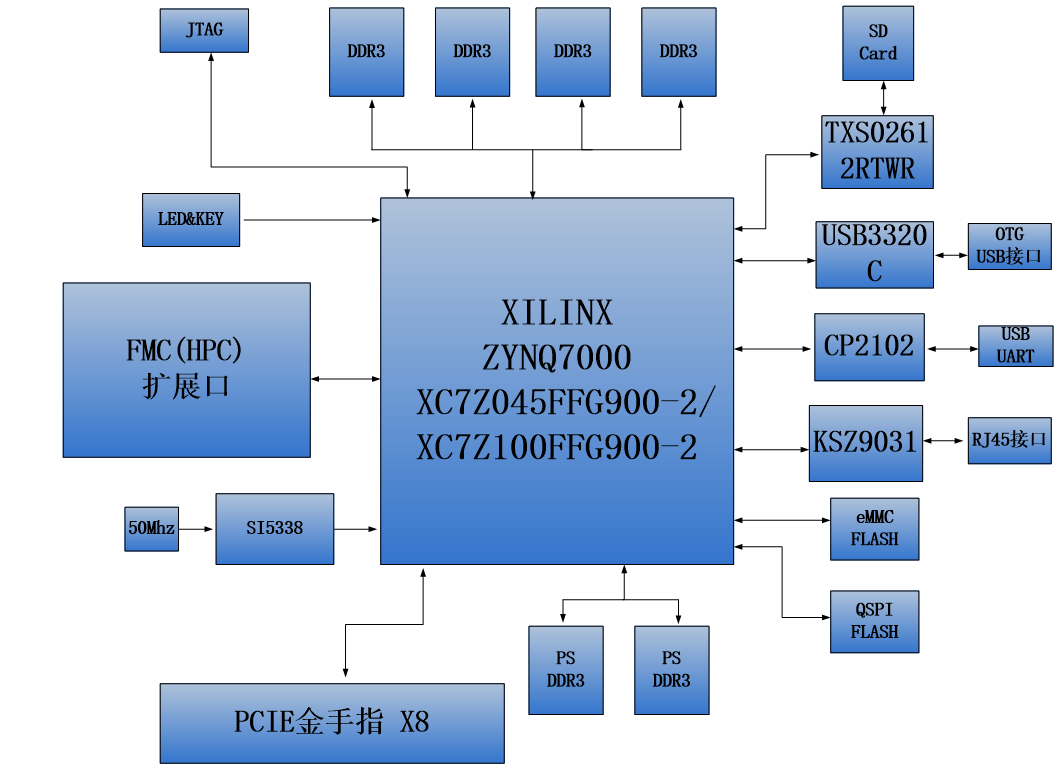 JTAG
DDR3
DDR3
DDR3
DDR3
SD
Card
TXS0261
2RTWR
LED&KEY
USB3320
C
OTG
USB接口
XILINX
ZYNQ7000
XC7Z045FFG900-2/
XC7Z100FFG900-2
FMC(HPC)
扩展口
CP2102
USB
UART
KSZ9031
RJ45接口
50Mhz
SI5338
eMMC
FLASH
QSPI
FLASH
PS
DDR3
PS
DDR3
PCIE金手指 X8